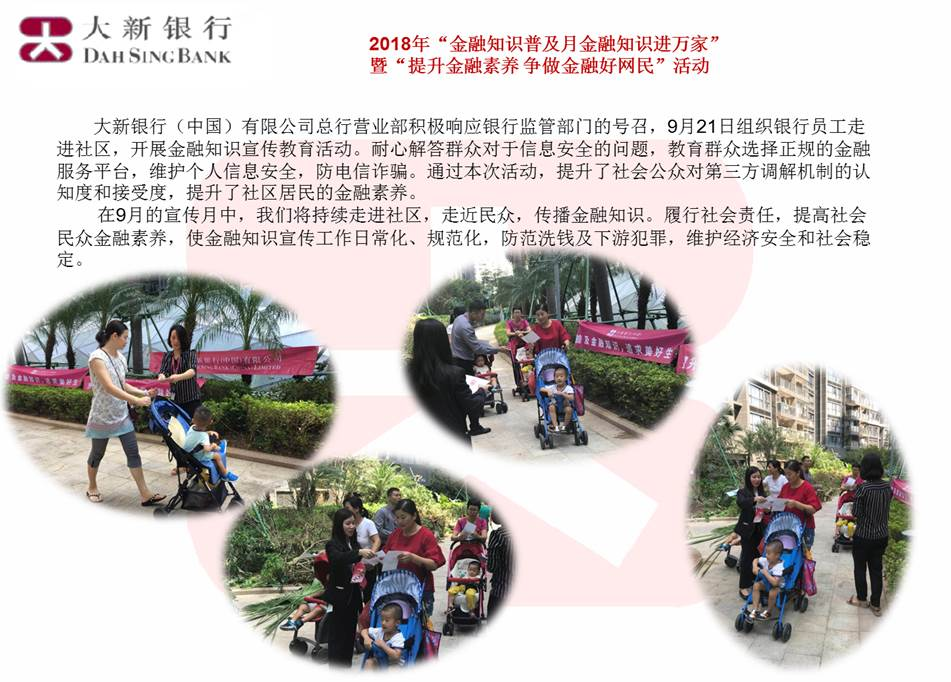 大新银行
DAH SING BANK
2018年“金融知识普及月金融知识进万家”
暨“提升金融素养 争做金融好网民”活动
大新银行（中国）有限公司总行营业部积极响应银行监管部门的号召，9月21日组织银行员工走
进社区，开展金融知识宣传教育活动。耐心解答群众对于信息安全的问题，教育群众选择正规的金融
服务平台，维护个人信息安全，防电信诈骗。通过本次活动，提升了社会公众对第三方调解机制的认
知度和接受度，提升了社区居民的金融素养。
在9月的宣传月中，我们将持续走进社区，走近民众，传播金融知识。履行社会责任，提高社会
民众金融素养，使金融知识宣传工作日常化、规范化，防范洗钱及下游犯罪，维护经济安全和社会稳
定。
新银行(中国)有限公司
普及金融知识，追求美好生